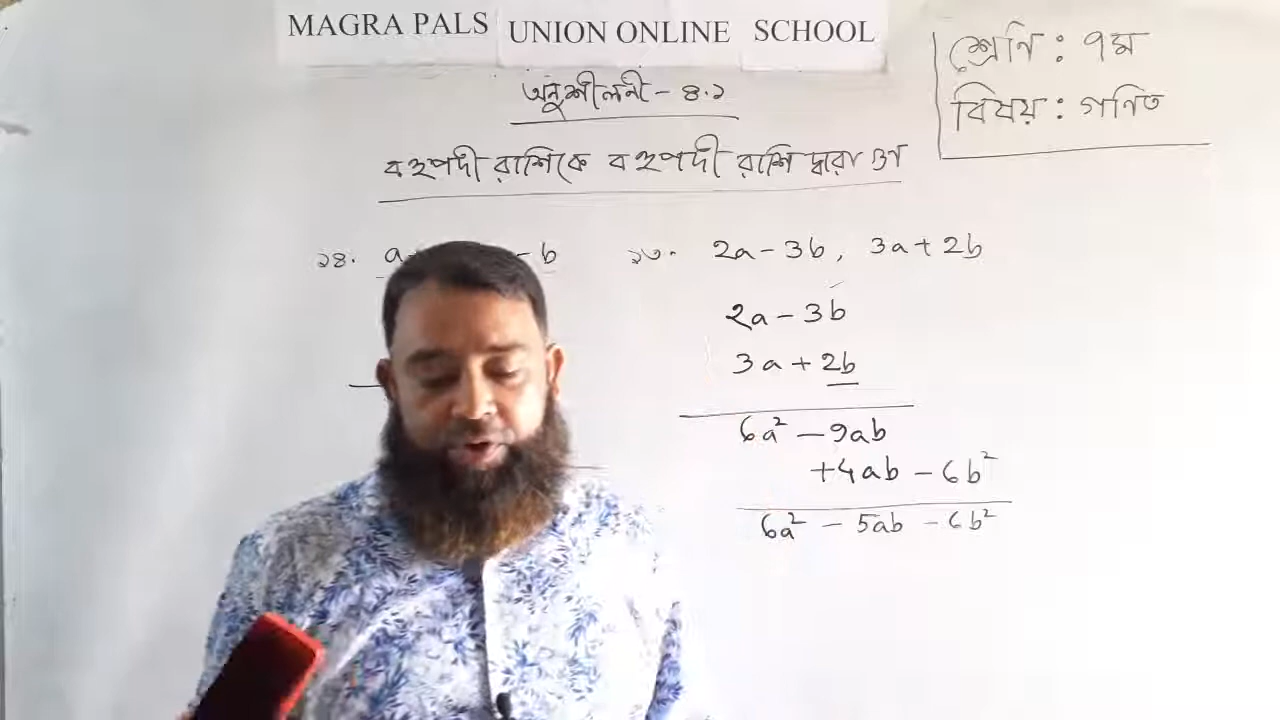 MAGRA PALS UNION ONLINE SCHOOL
শ্রেণি : ৭ম
বিষয় : গণিত
অনুশীলনী - ৪.১
বহুপদী রাশিকে বহুপদী রাশি দ্বারা গুণ
১৪. a - b
১৩. 2a - 3b, 3a + 2b
2a - 3b
3a + 2b
6a² - 9ab
+4ab - 6b²
6a² - 5ab - 6b²